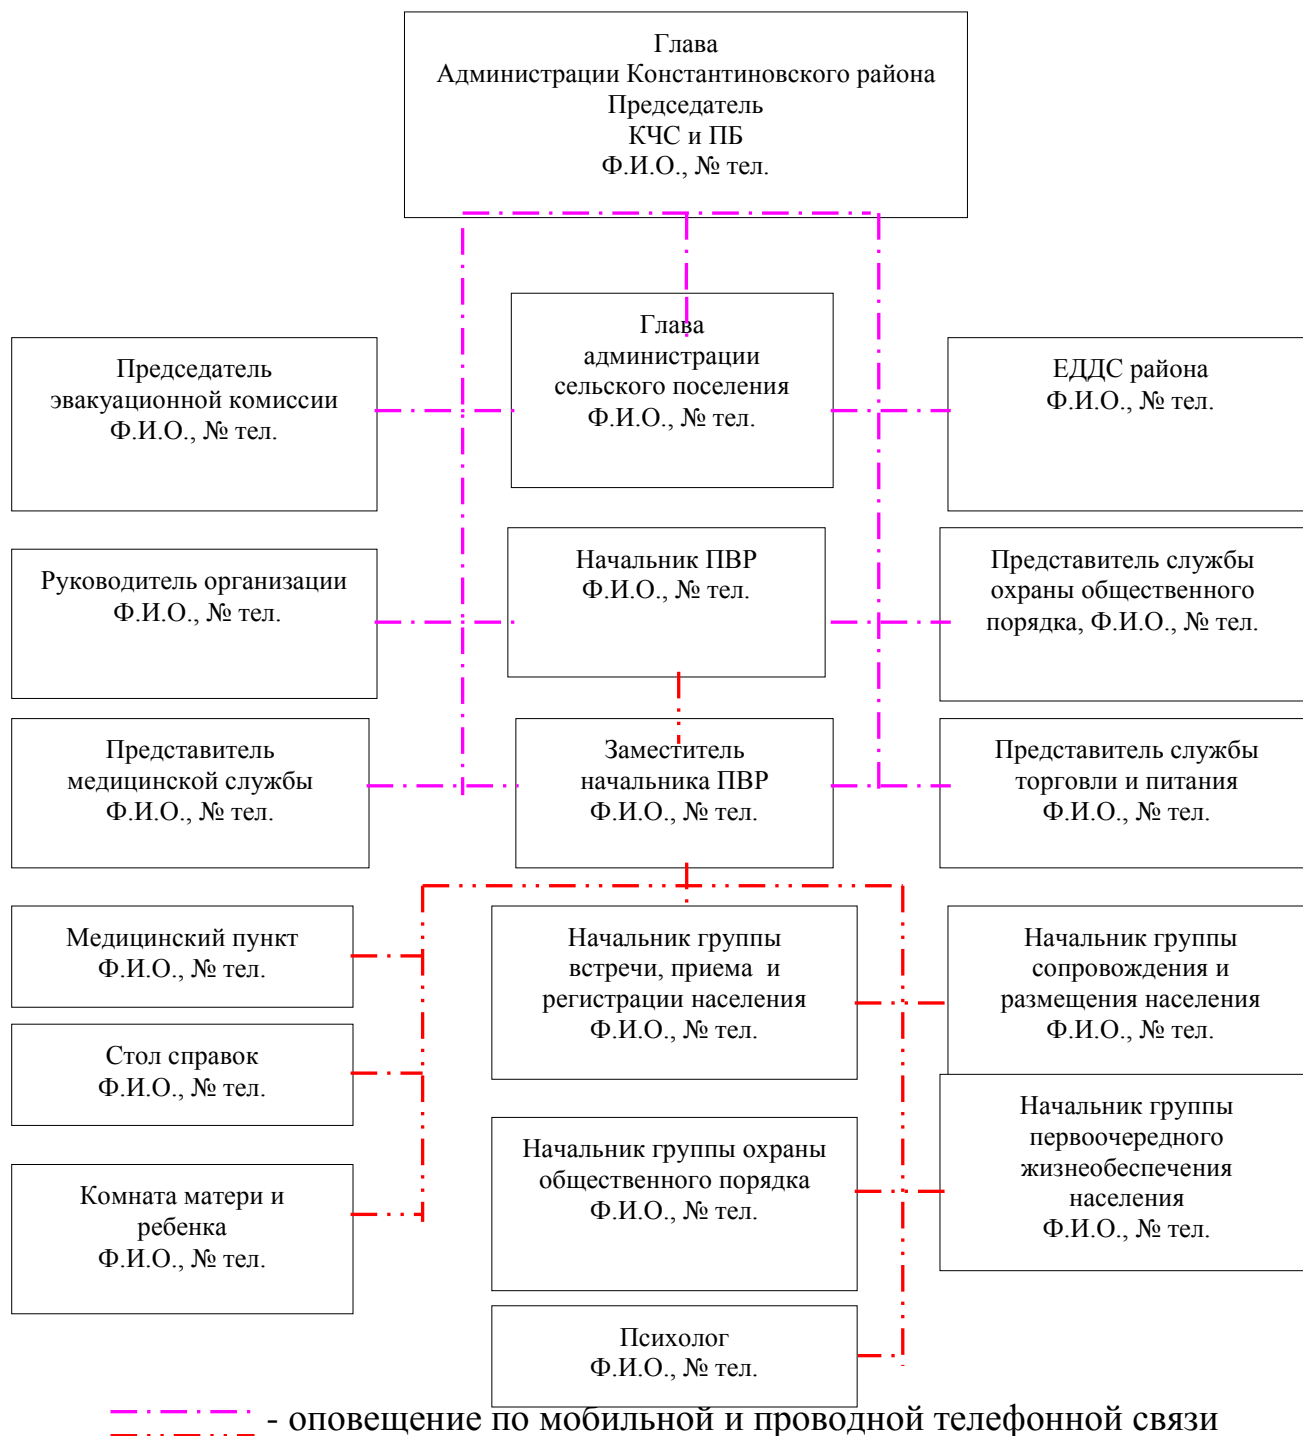 Глава
Администрации Константиновского района
Председатель
КЧС и ПБ
Ф.И.О., № тел.
Председатель
эвакуационной комиссии
Ф.И.О., № тел.
Глава
администрации
сельского поселения
Ф.И.О., № тел.
ЕДДС района
Ф.И.О., № тел.
Руководитель организации
Ф.И.О., № тел.
Начальник ПВР
Ф.И.О., № тел.
Представитель службы
охраны общественного
порядка, Ф.И.О., № тел.
Представитель
медицинской службы
Ф.И.О., № тел.
Заместитель
начальника ПВР
Ф.И.О., № тел.
Представитель службы
торговли и питания
Ф.И.О., № тел.
Медицинский пункт
Ф.И.О., № тел.
Начальник группы
встречи, приема и
регистрации населения
Ф.И.О., № тел.
Начальник группы
сопровождения и
размещения населения
Ф.И.О., № тел.
Стол справок
Ф.И.О., № тел.
Начальник группы охраны
общественного порядка
Ф.И.О., № тел.
Начальник группы
первоочередного
жизнеобеспечения
населения
Ф.И.О., № тел.
Комната матери и
ребенка
Ф.И.О., № тел.
Психолог
Ф.И.О., № тел.
- оповещение по мобильной и проводной телефонной связи